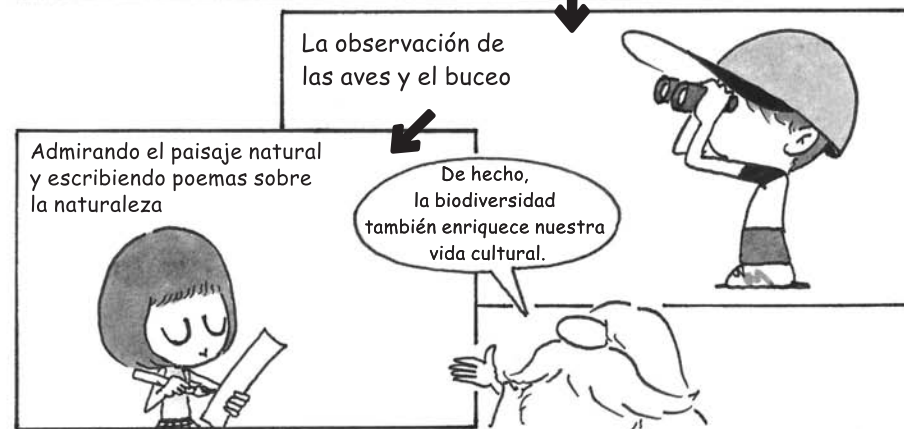 La observación de
las aves y el buceo
Admirando el paisaje natural
y escribiendo poemas sobre
la naturaleza
De hecho,
la biodiversidad
también enriquece nuestra
vida cultural.